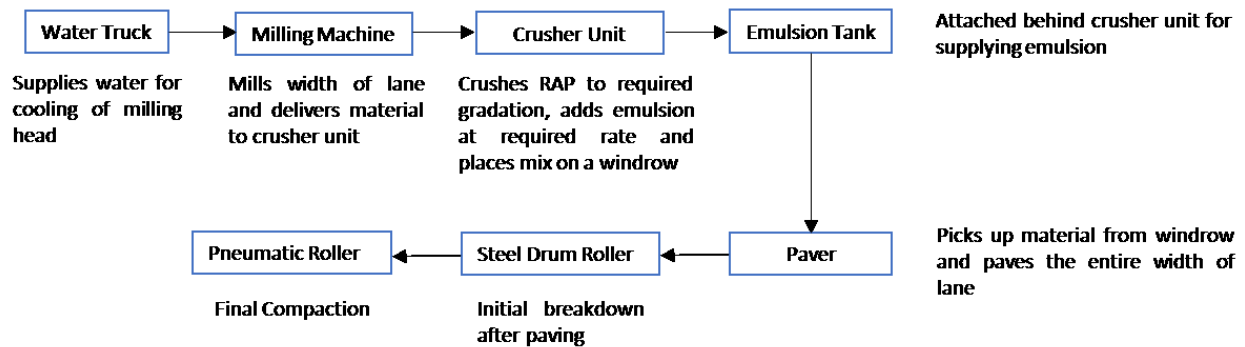 Water Truck
Milling Machine
Crusher Unit
Emulsion Tank
Attached behind crusher unit for
supplying emulsion
Supplies water for
cooling of milling
head
Mills width of lane
and delivers material
to crusher unit
Crushes RAP to required
gradation, adds emulsion
at required rate and
places mix on a windrow
Pneumatic Roller
Steel Drum Roller
Paver
Picks up material from windrow
and paves the entire width of
lane
Final Compaction
Initial breakdown
after paving